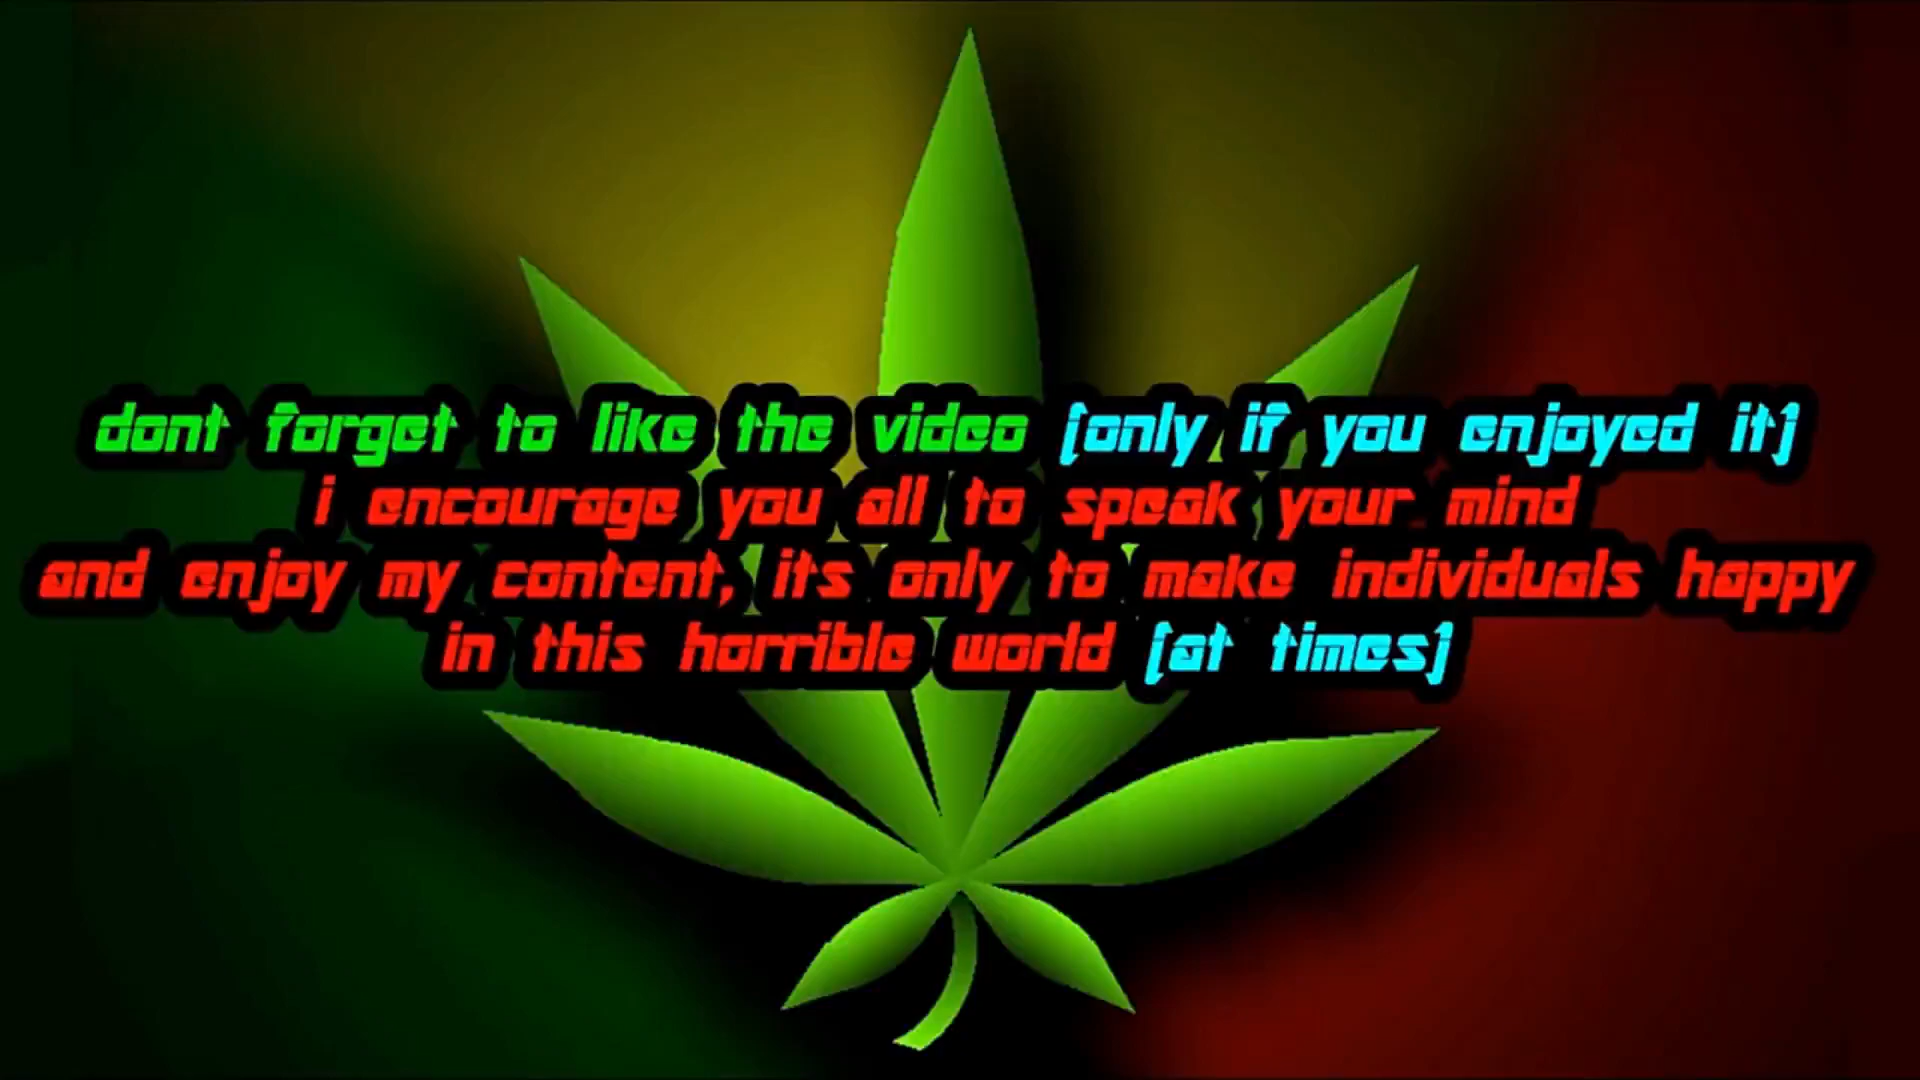 dont forget to like the video (only if you enjoyed it)
i encourage you all to speak your mind
and enjoy my content, its only to make individuals happy
in this horrible world (at times)